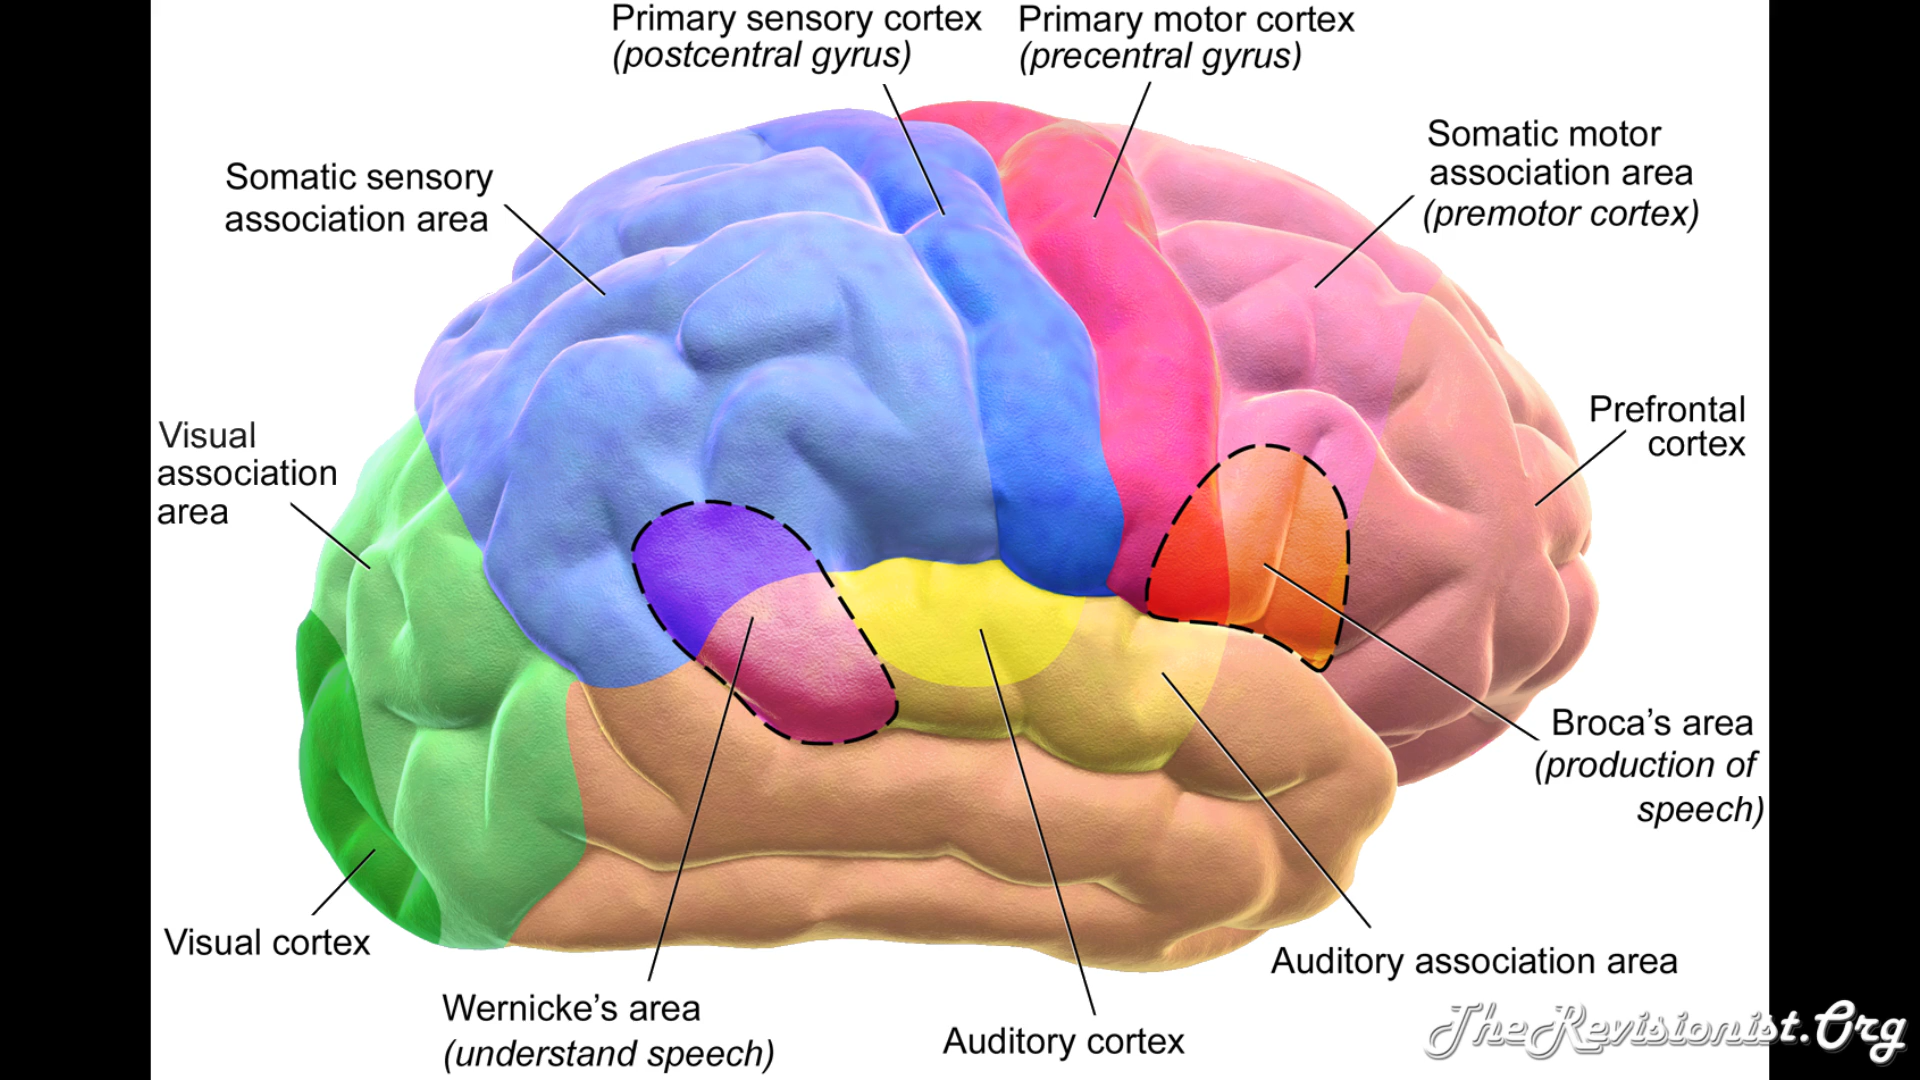 Primary sensory cortex
(postcentral gyrus)
Primary motor cortex
(precentral gyrus)
Somatic motor
association area
(premotor cortex)
Somatic sensory
association area
Prefrontal
cortex
Visual
association
area
Broca’s area
(production of
speech)
Visual cortex
Auditory association area
Wernicke’s area
(understand speech)
Auditory cortex
TheRevisionist.Org